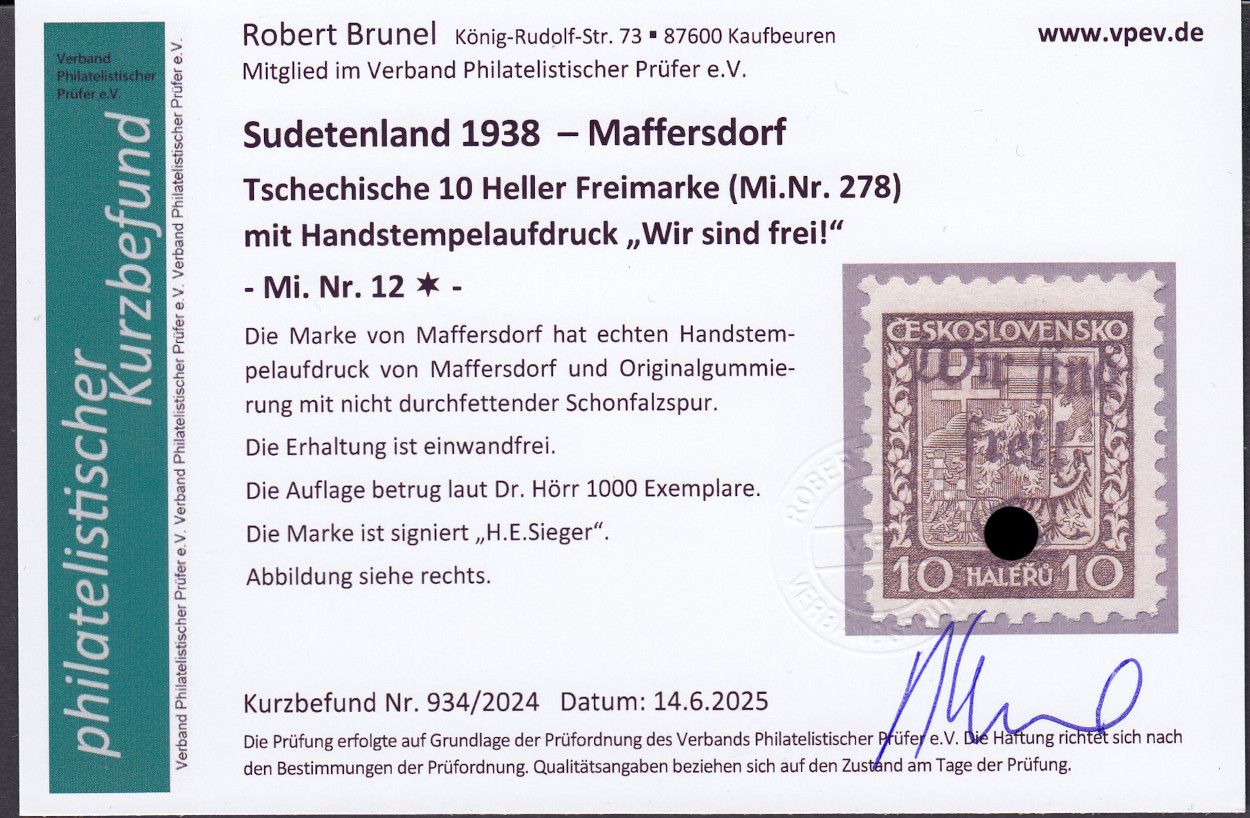 Verband
Philatelistischer
Prüfer e.V.
philatelistischer
Kurzbefund
Verband Philatelistischer Prüfer e.V. Verband Philatelistischer Prüfer e.V. Verband Philatelistischer Prüfer e.V. Verband Philatelistischer Prüfer e.V.
Robert Brunel König-Rudolf-Str. 73 ▪ 87600 Kaufbeuren
www.vpev.de
Mitglied im Verband Philatelistischer Prüfer e.V.
Sudetenland 1938 – Maffersdorf
Tschechische 10 Heller Freimarke (Mi.Nr. 278)
mit Handstempelaufdruck „Wir sind frei!“
- Mi. Nr. 12 ✶ -
Die Marke von Maffersdorf hat echten Handstem-
pelaufdruck von Maffersdorf und Originalgummie-
rung mit nicht durchfettender Schonfalzspur.
Die Erhaltung ist einwandfrei.
Die Auflage betrug laut Dr. Hörr 1000 Exemplare.
Die Marke ist signiert „H.E.Sieger“.
Abbildung siehe rechts.
ČESKOSLOVENSKO
Wir sind
frei!
10 HALÉŘŮ 10
Kurzbefund Nr. 934/2024 Datum: 14.6.2025
Die Prüfung erfolgte auf Grundlage der Prüfordnung des Verbands Philatelistischer Prüfer e.V. Die Haftung richtet sich nach
den Bestimmungen der Prüfordnung. Qualitätsangaben beziehen sich auf den Zustand am Tage der Prüfung.